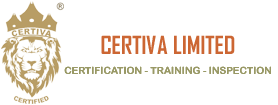 ®
CERTIVA
CERTIFIED
CERTIVA LIMITED
CERTIFICATION - TRAINING - INSPECTION